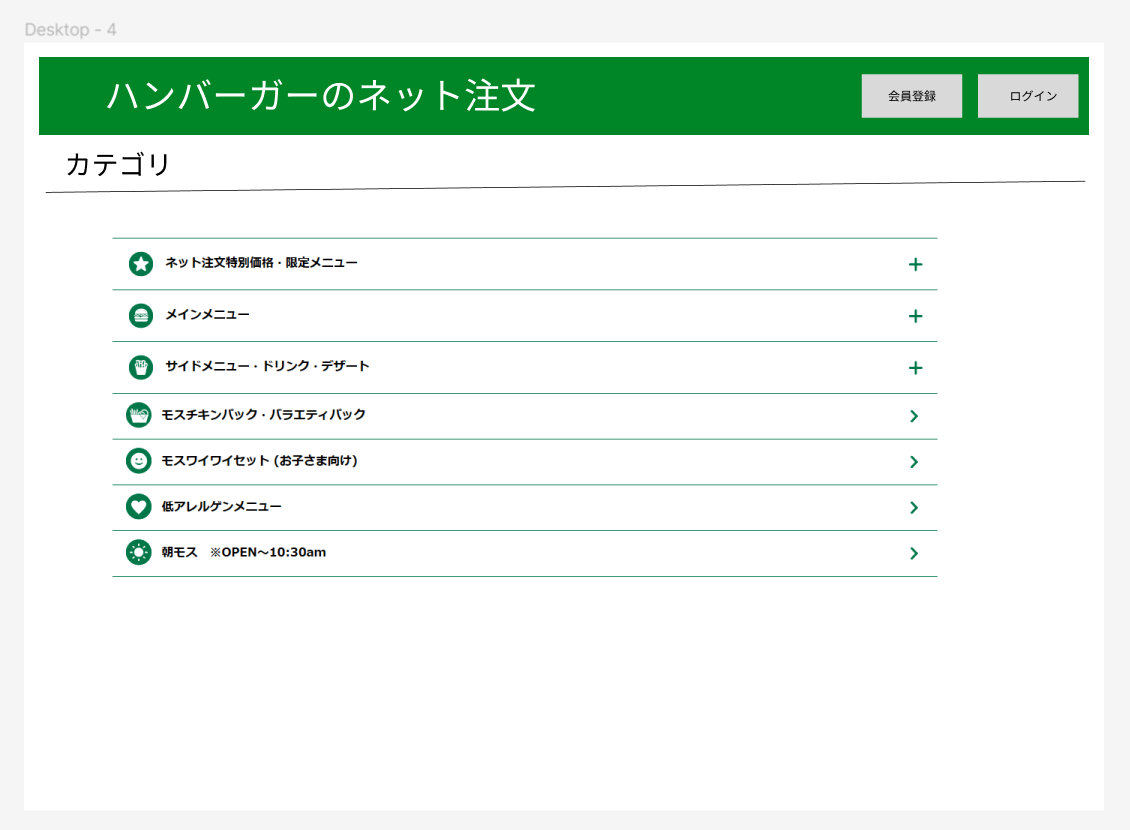 Desktop - 4
ハンバーガーのネット注文
会員登録
ログイン
カテゴリ
ネット注文特別価格・限定メニュー
メインメニュー
サイドメニュー・ドリンク・デザート
モスチキンパック・バラエティパック
モスワイワイセット (お子さま向け)
低アレルゲンメニュー
朝モス　※OPEN～10:30am